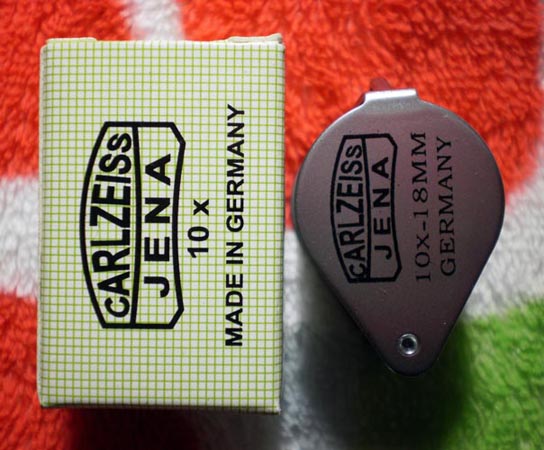 CARLZEISS
JENA
10 x
MADE IN GERMANY
CARLZEISS
JENA
10X-18MM
GERMANY